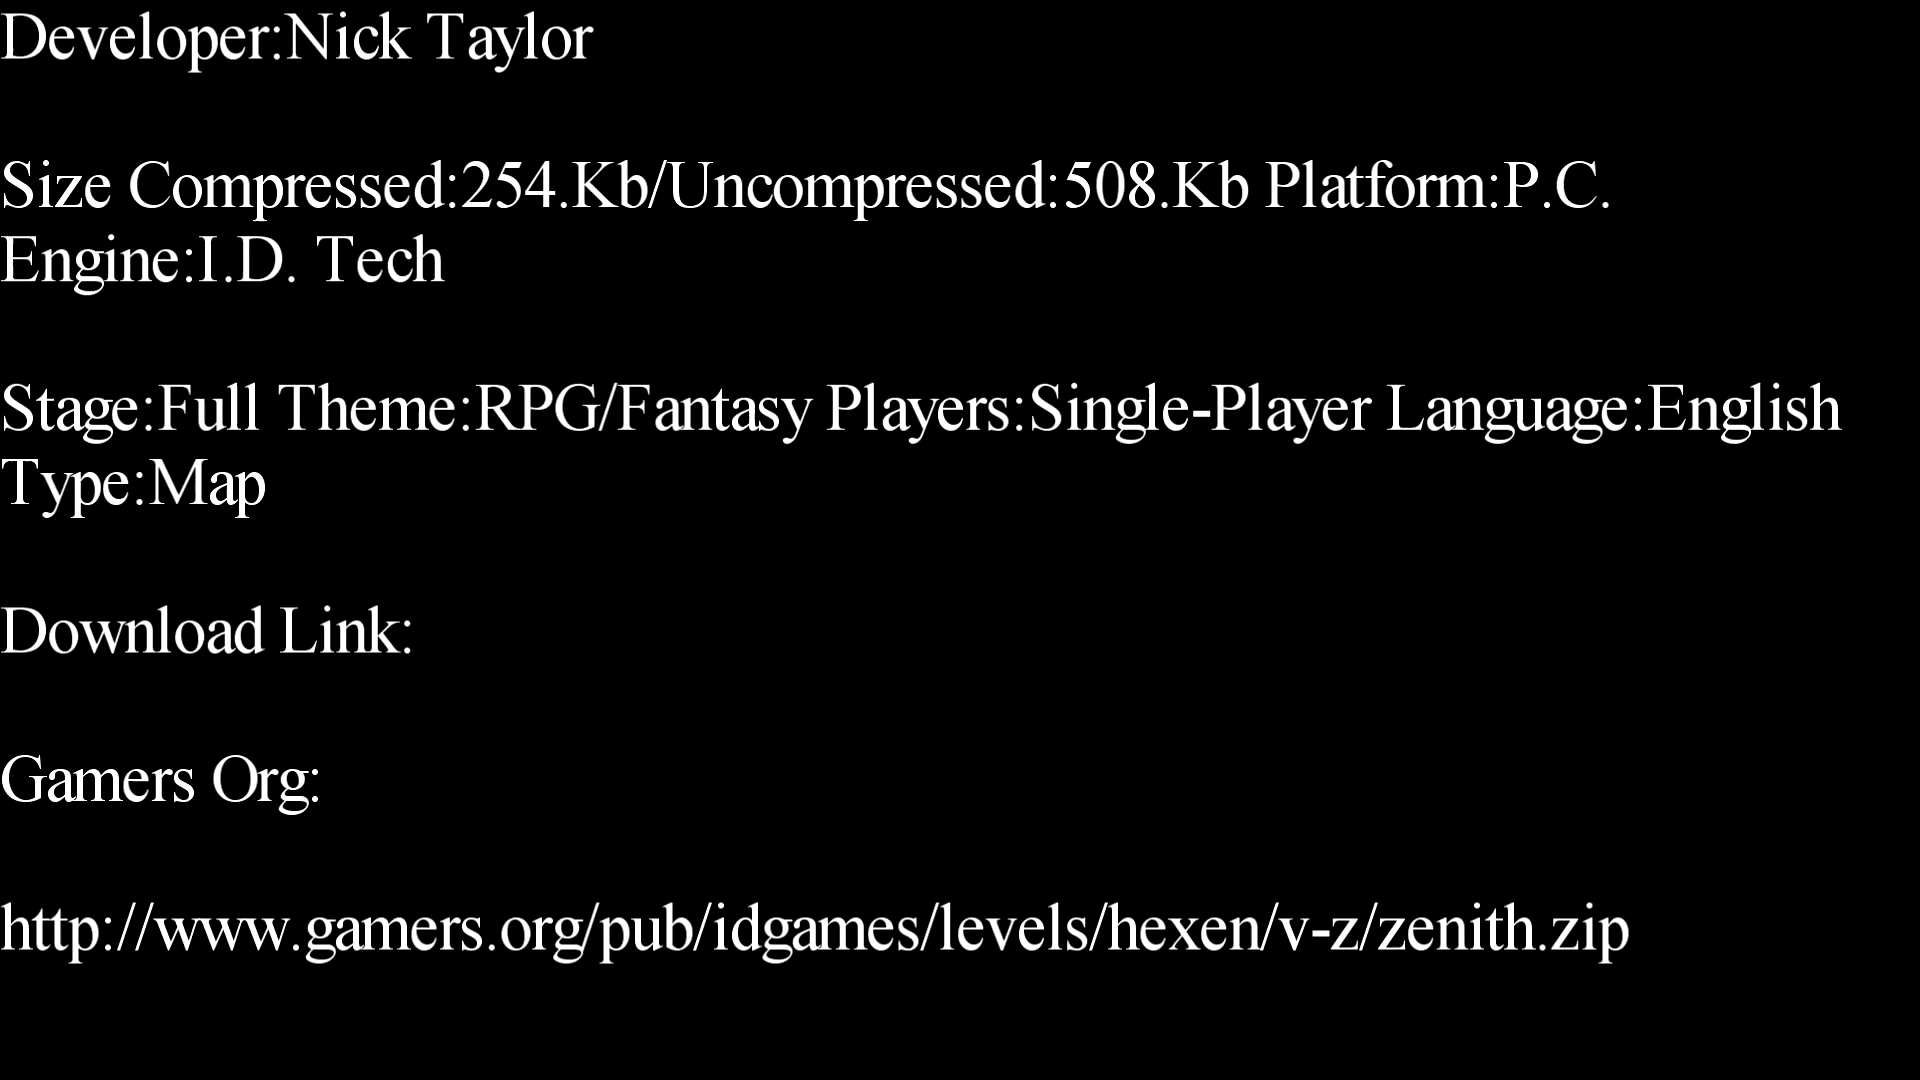 Developer:Nick Taylor
Size Compressed:254.Kb/Uncompressed:508.Kb Platform:P.C.
Engine:I.D. Tech
Stage:Full Theme:RPG/Fantasy Players:Single-Player Language:English
Type:Map
Download Link:
Gamers Org:
http://www.gamers.org/pub/idgames/levels/hexen/v-z/zenith.zip